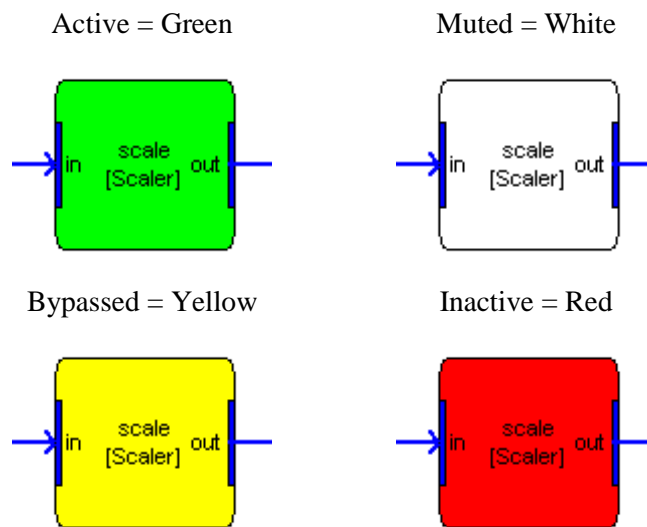 Active = Green
Muted = White
in
scale
[Scaler]
out
in
scale
[Scaler]
out
Bypassed = Yellow
Inactive = Red
in
scale
[Scaler]
out
in
scale
[Scaler]
out